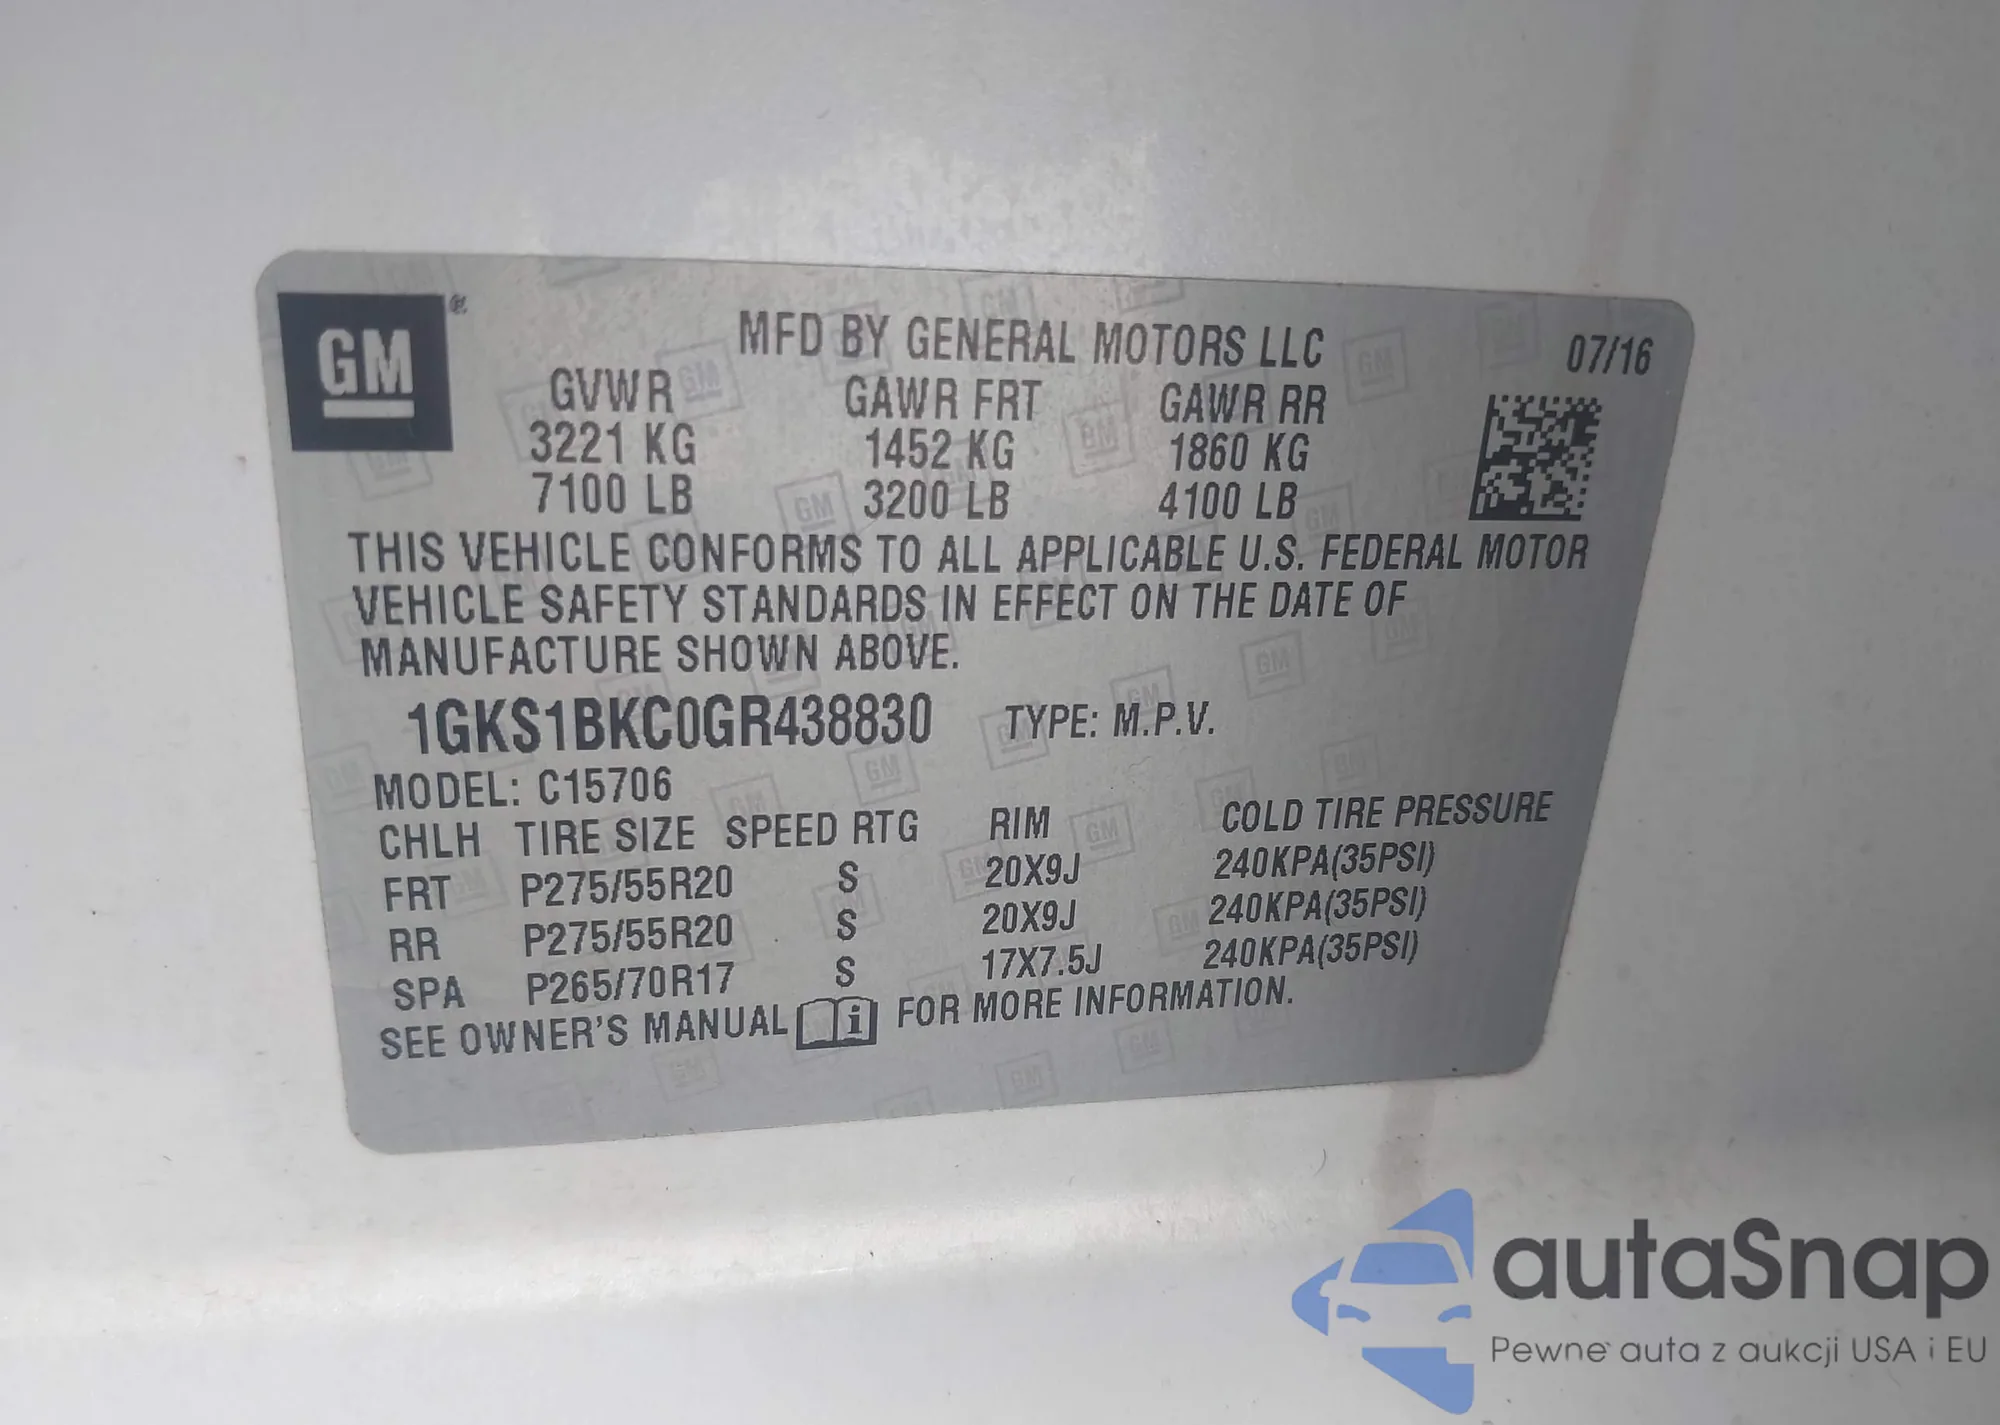 GM
MFD BY GENERAL MOTORS LLC 07/16
GVWR GAWR FRT GAWR RR
3221 KG 1452 KG 1860 KG
7100 LB 3200 LB 4100 LB
THIS VEHICLE CONFORMS TO ALL APPLICABLE U.S. FEDERAL MOTOR
VEHICLE SAFETY STANDARDS IN EFFECT ON THE DATE OF
MANUFACTURE SHOWN ABOVE.
1GKS1BKC0GR438830 TYPE: M.P.V.
MODEL: C15706
CHLH TIRE SIZE SPEED RTG RIM COLD TIRE PRESSURE
FRT P275/55R20 S 20X9J 240KPA(35PSI)
RR P275/55R20 S 20X9J 240KPA(35PSI)
SPA P265/70R17 S 17X7.5J 240KPA(35PSI)
SEE OWNER'S MANUAL i FOR MORE INFORMATION.
autaSnap
Pewne auta z aukcji USA i EU